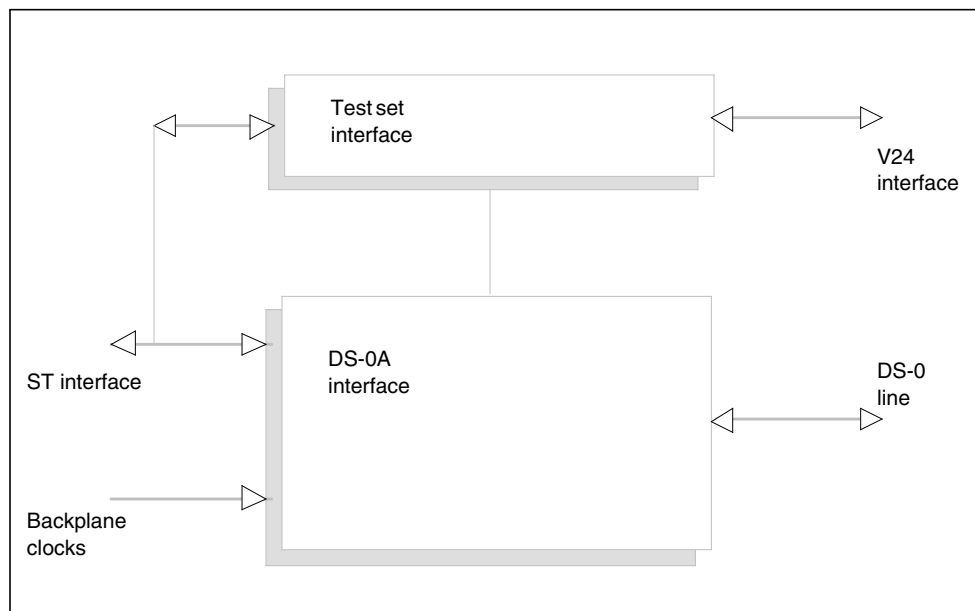 Test set
interface
V24
interface
ST interface
DS-0A
interface
DS-0
line
Backplane
clocks